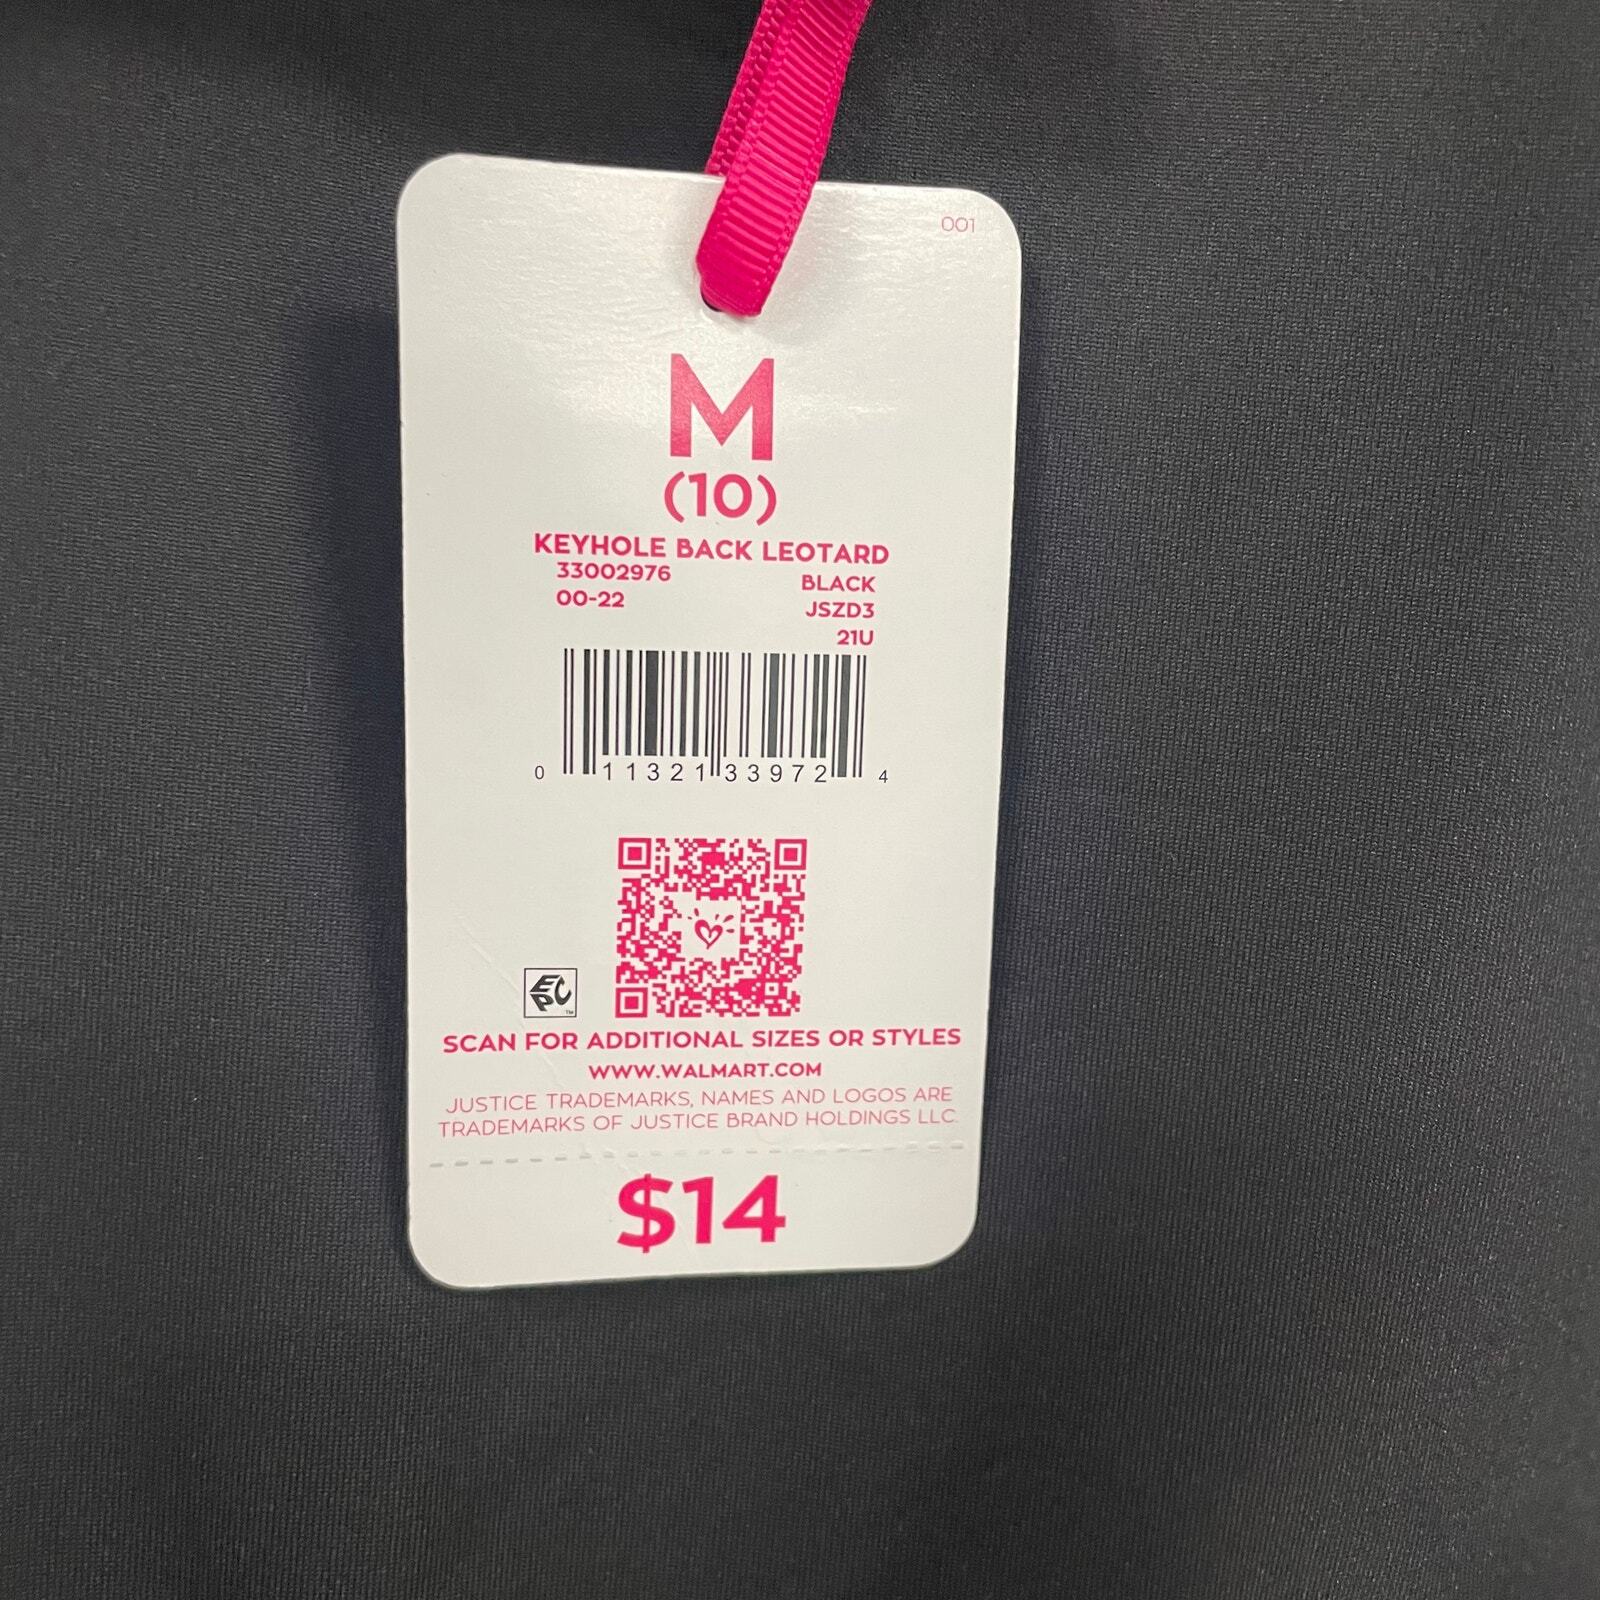 001
M
(10)
KEYHOLE BACK LEOTARD
33002976 BLACK
00-22 JSZD3
21U
0 11321 33972 4
EPC
TM
SCAN FOR ADDITIONAL SIZES OR STYLES
WWW.WALMART.COM
JUSTICE TRADEMARKS, NAMES AND LOGOS ARE
TRADEMARKS OF JUSTICE BRAND HOLDINGS LLC.
$14